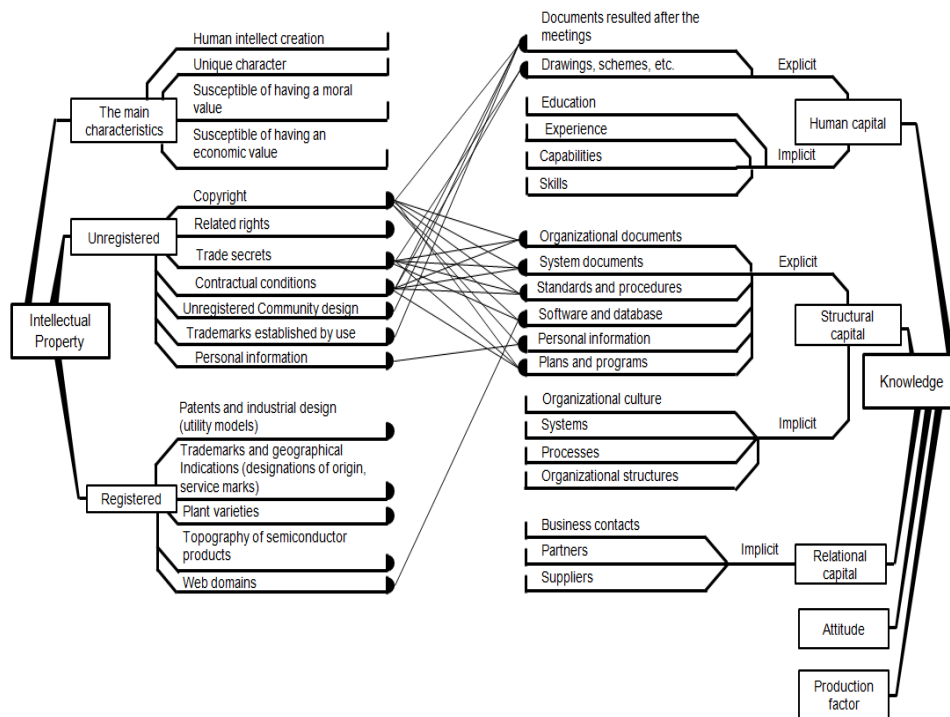 Human intellect creation
Unique character
Susceptible of having a moral
value
Susceptible of having an
economic value
The main
characteristics
Copyright
Related rights
Trade secrets
Contractual conditions
Unregistered Community design
Trademarks established by use
Personal information
Unregistered
Intellectual
Property
Patents and industrial design
(utility models)
Trademarks and geographical
Indications (designations of origin,
service marks)
Plant varieties
Topography of semiconductor
products
Web domains
Registered
Documents resulted after the
meetings
Drawings, schemes, etc.
Explicit
Education
Experience
Capabilities
Skills
Implicit
Human capital
Organizational documents
System documents
Standards and procedures
Software and database
Personal information
Plans and programs
Explicit
Structural
capital
Organizational culture
Systems
Processes
Organizational structures
Implicit
Knowledge
Business contacts
Partners
Suppliers
Implicit
Relational
capital
Attitude
Production
factor